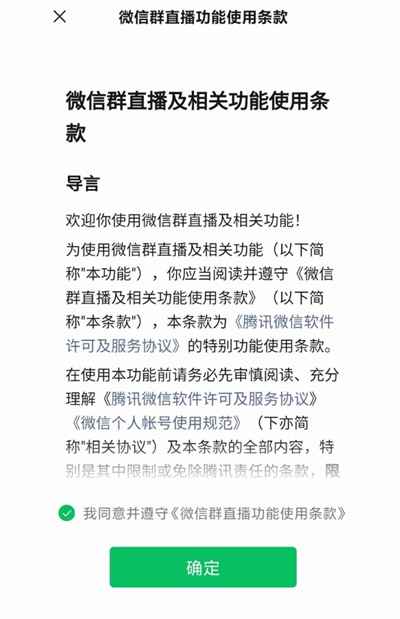 微信群直播功能使用条款
微信群直播及相关功能使用条
款
导言
欢迎你使用微信群直播及相关功能！
为使用微信群直播及相关功能（以下简
称"本功能"），你应当阅读并遵守《微信
群直播及相关功能使用条款》（以下简
称"本条款"），本条款为《腾讯微信软件
许可及服务协议》的特别功能使用条款。
在使用本功能前请务必先审慎阅读、充分
理解《腾讯微信软件许可及服务协议》
《微信个人帐号使用规范》（下亦简
称"相关协议"）及本条款的全部内容，特
别是其中限制或免除腾讯责任的条款，限
我同意并遵守《微信群直播功能使用条款》
确定